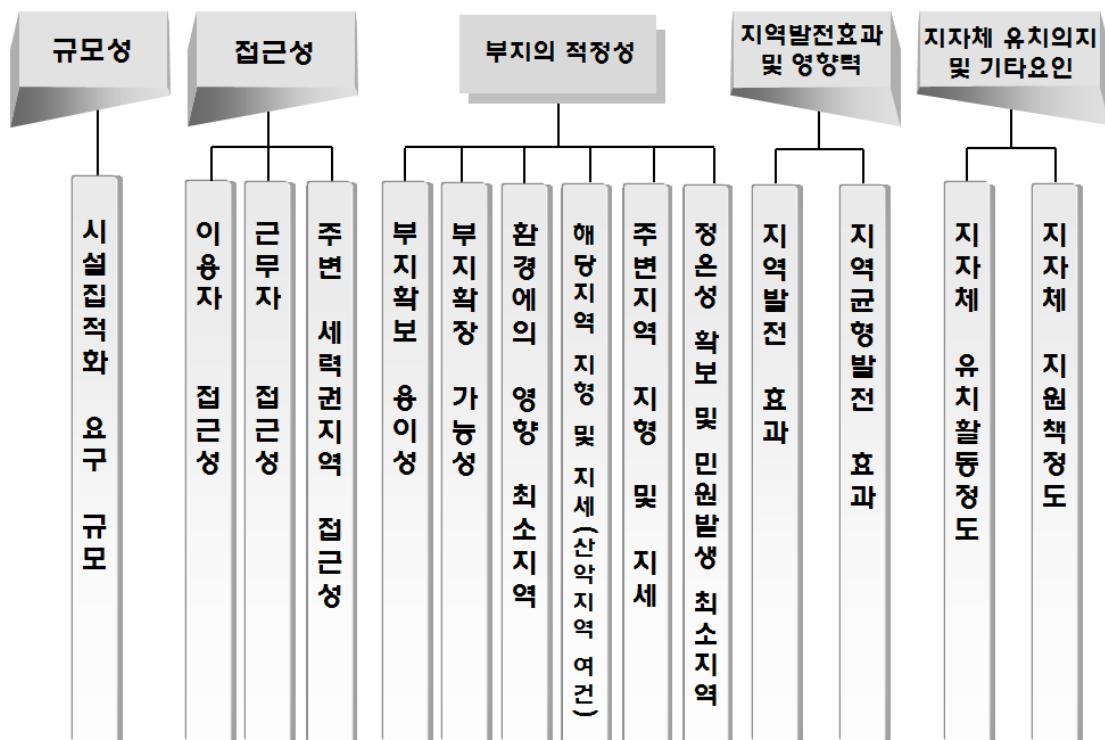 규모성
접근성
부지의 적정성
지역발전효과
및 영향력
지자체 유치의지
및 기타요인
시설집적화 요구 규모
이용자 접근성
근무자 접근성
주변 세력권지역 접근성
부지확보 용이성
부지확장 가능성
환경에의 영향 최소지역
해당지역 지형 및 지세(산악지역 여건)
주변지역 지형 및 지세
정온성 확보 및 민원발생 최소지역
지역발전 효과
지역균형발전 효과
지자체 유치활동정도
지자체 지원책정도